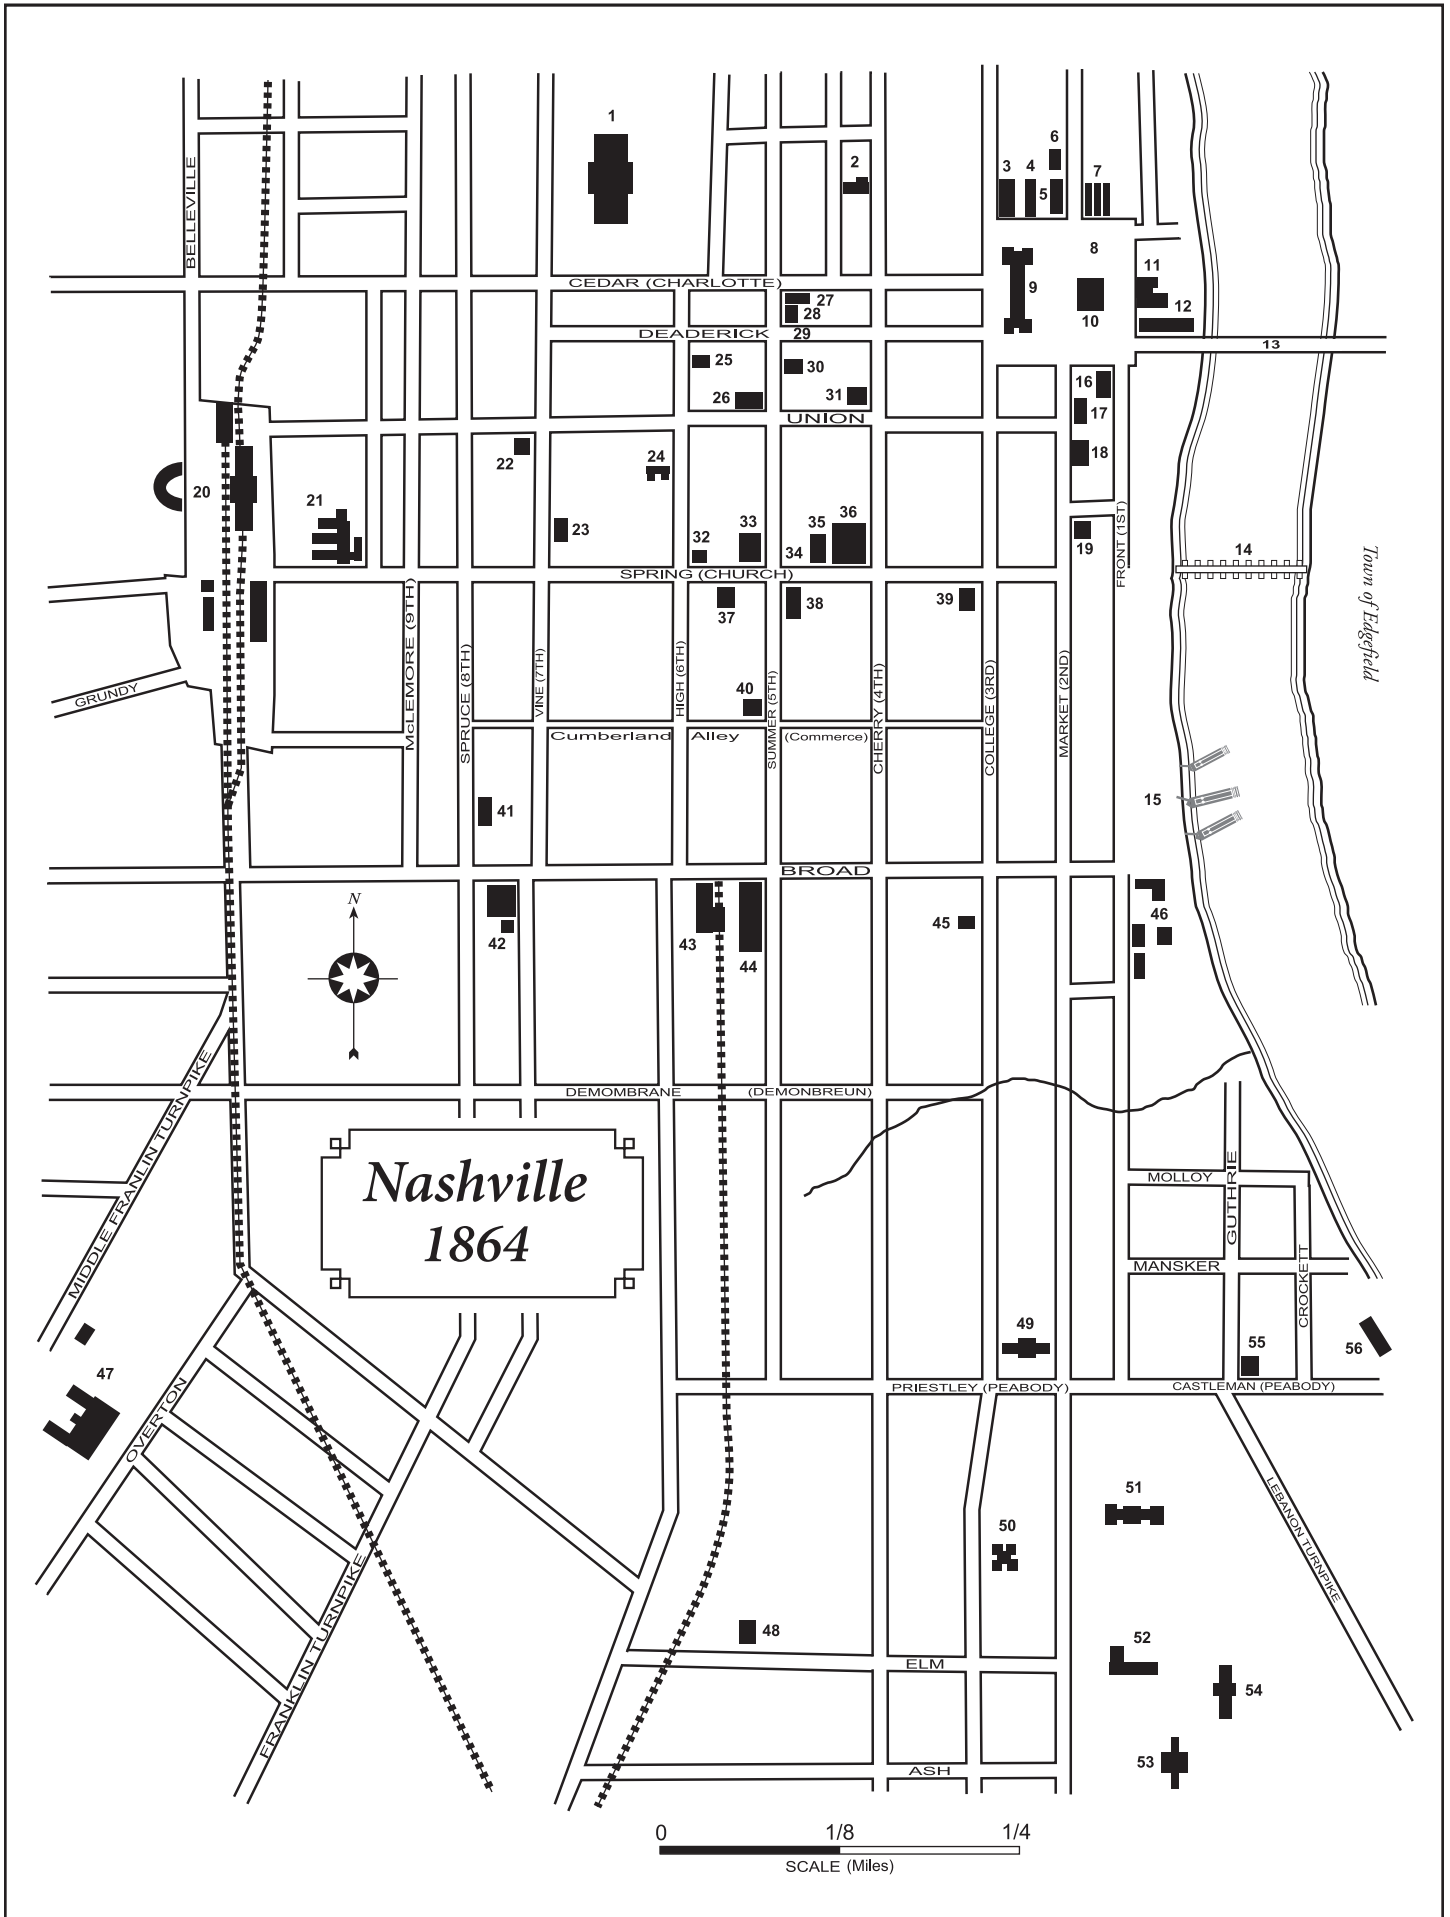 1
6
2
3
4
5
7
BELLEVILLE
8
11
CEDAR (CHARLOTTE)
9
27
12
28
10
DEADERICK
29
13
25
30
16
26
31
17
UNION
18
22
24
20
21
33
35
36
23
32
34
19
14
FRONT (1ST)
Town of Edgefield
SPRING (CHURCH)
37
38
39
McLEMORE (9TH)
SPRUCE (8TH)
VINE (7TH)
HIGH (6TH)
SUMMER (5TH)
CHERRY (4TH)
COLLEGE (3RD)
MARKET (2ND)
GRUNDY
40
Cumberland Alley (Commerce)
15
41
BROAD
N
42
43
44
45
46
DEMOMBRANE (DEMONBREUN)
MIDDLE FRANLIN TURNPIKE
Nashville
1864
MOLLOY
GUTHRIE
MANSKER
CROCKETT
49
55
56
47
PRIESTLEY (PEABODY)
CASTLEMAN (PEABODY)
OVERTON
51
50
LEBANON TURNPIKE
48
52
FRANKLIN TURNPIKE
ELM
54
53
ASH
0 1/8 1/4
SCALE (Miles)